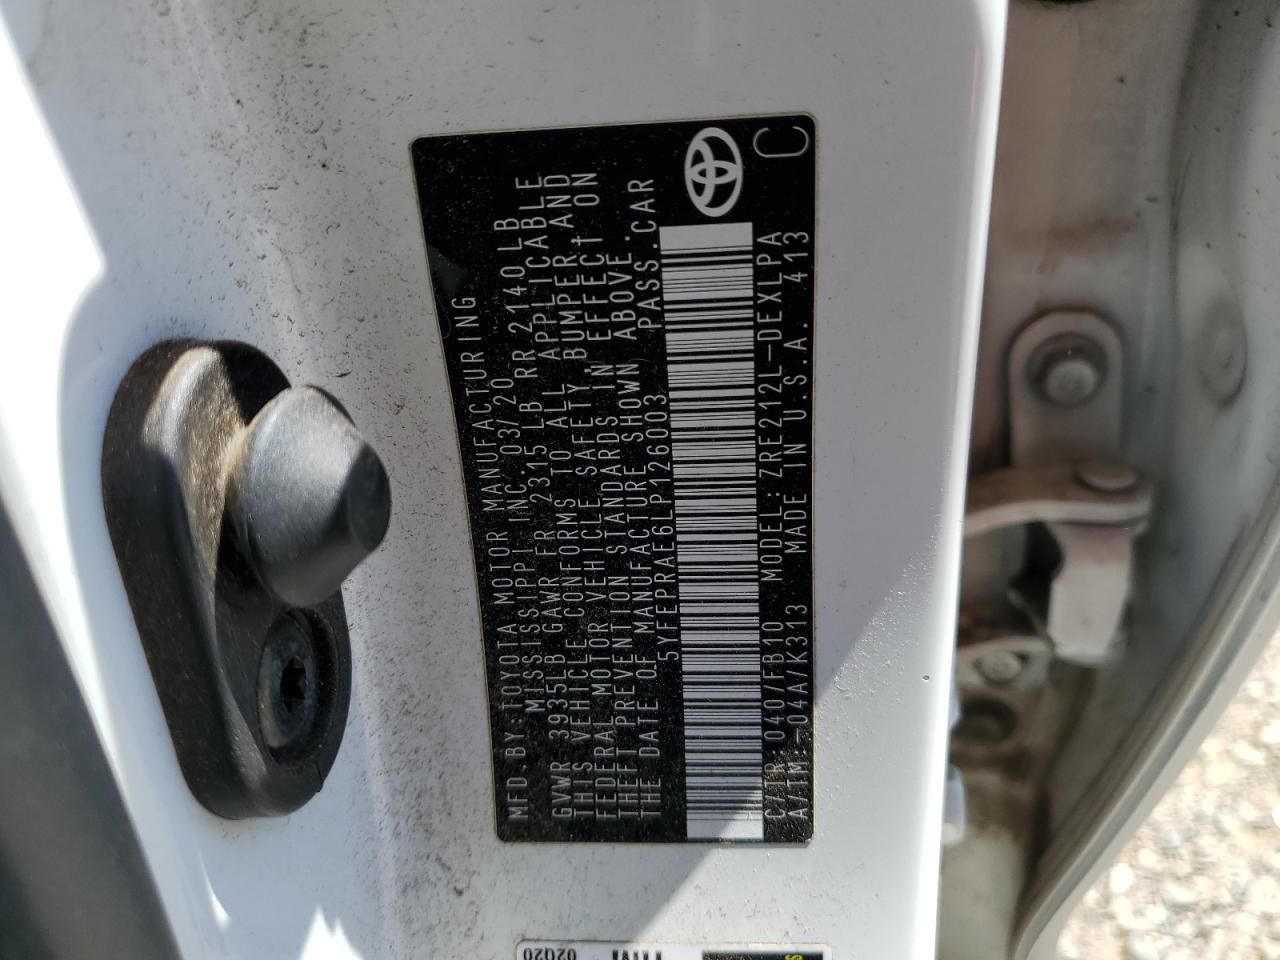 MFD.BY:TOYOTA MOTOR MANUFACTURING
MISSISSIPPI INC. 03/20
GVWR 3935LB GAWR FR 2315 LB RR 2140 LB
THIS VEHICLE CONFORMS TO ALL APPLICABLE
FEDERAL MOTOR VEHICLE SAFETY, BUMPER, AND
THEFT PREVENTION STANDARDS IN EFFECT ON
THE DATE OF MANUFACTURE SHOWN ABOVE.
5YFEPRAE6LP126003 PASS.CAR
C/TR 040/FB10 MODEL:ZRE212L-DEXLPA
A/TM: 04A/K313 MADE IN U.S.A. 413
C
02Q20